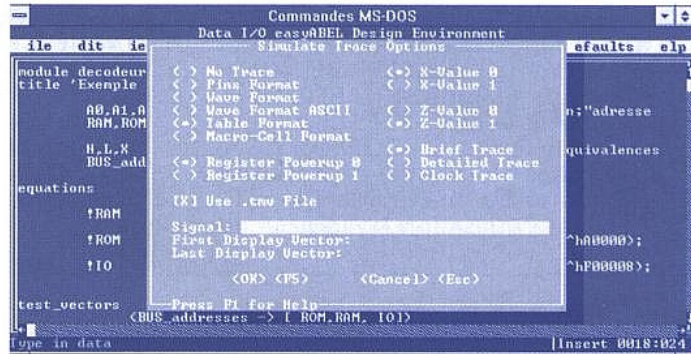 Commandes MS-DOS
Data I/O easyABEL Design Environment
ile dit ie efaults elp
Simulate Trace Options
module decodeur
title 'Exemple
A0,A1,A n;"adresse
RAM,ROM
H,L,X quivalences
BUS_add
equations
!RAM
!ROM ^hA0000);
!IO ^hF00008);
test_vectors
(BUS_addresses -> [ ROM,RAM, IO])
( ) No Trace (•) X-Value 0
( ) Pins Format ( ) X-Value 1
( ) Wave Format
( ) Wave Format ASCII ( ) Z-Value 0
(•) Table Format (•) Z-Value 1
( ) Macro-Cell Format
(•) Brief Trace
(•) Register Powerup 0 ( ) Detailed Trace
( ) Register Powerup 1 ( ) Clock Trace
[X] Use .tmv File
Signal:
First Display Vector:
Last Display Vector:
<OK> <F5> <Cancel> <Esc>
Press F1 for Help
Type in data Insert 0018:024